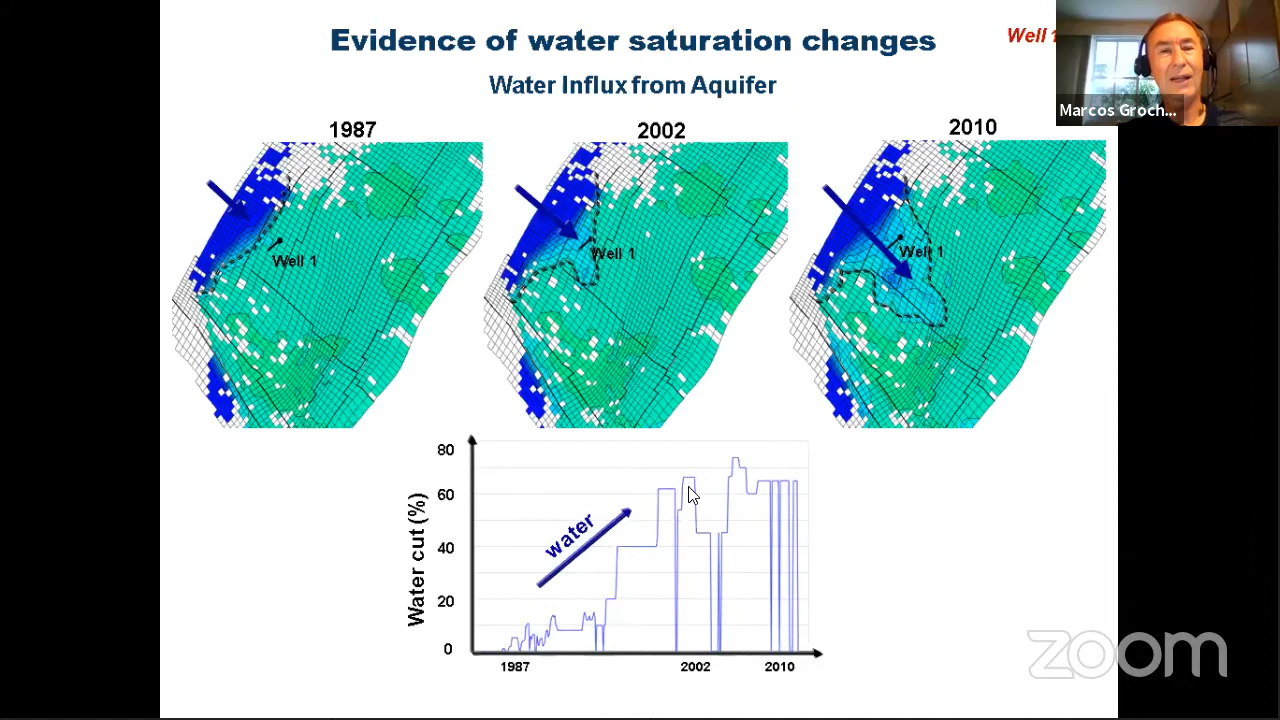 Evidence of water saturation changes
Well 1
Water Influx from Aquifer
Marcos Groch...
1987
2002
2010
Well 1
Well 1
Well 1
80
60
40
20
0
Water cut (%)
water
1987
2002
2010
zoom